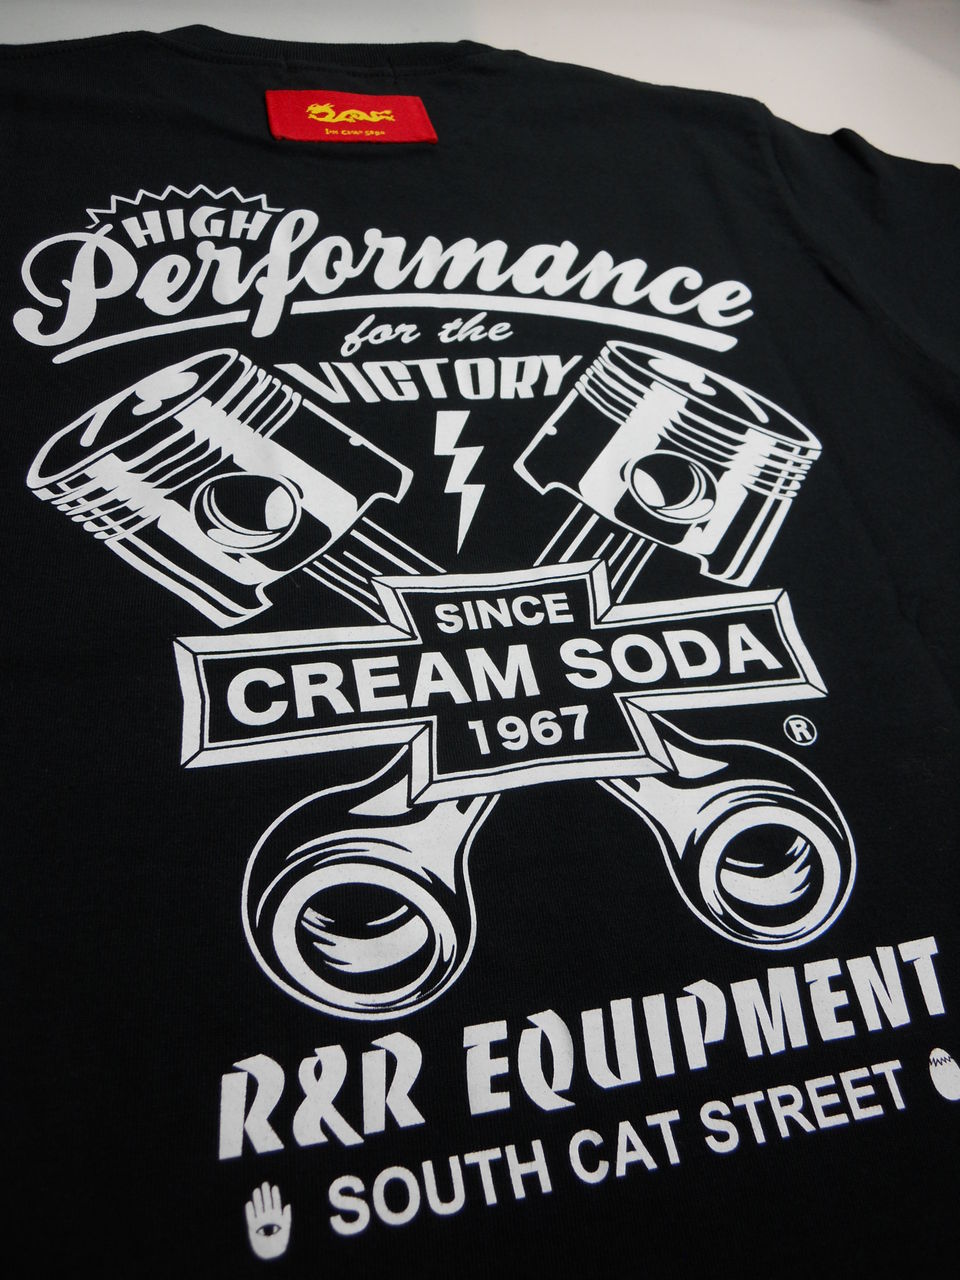 HIGH
Performance
for the
VICTORY
SINCE
CREAM SODA
1967
®
R&R EQUIPMENT
SOUTH CAT STREET